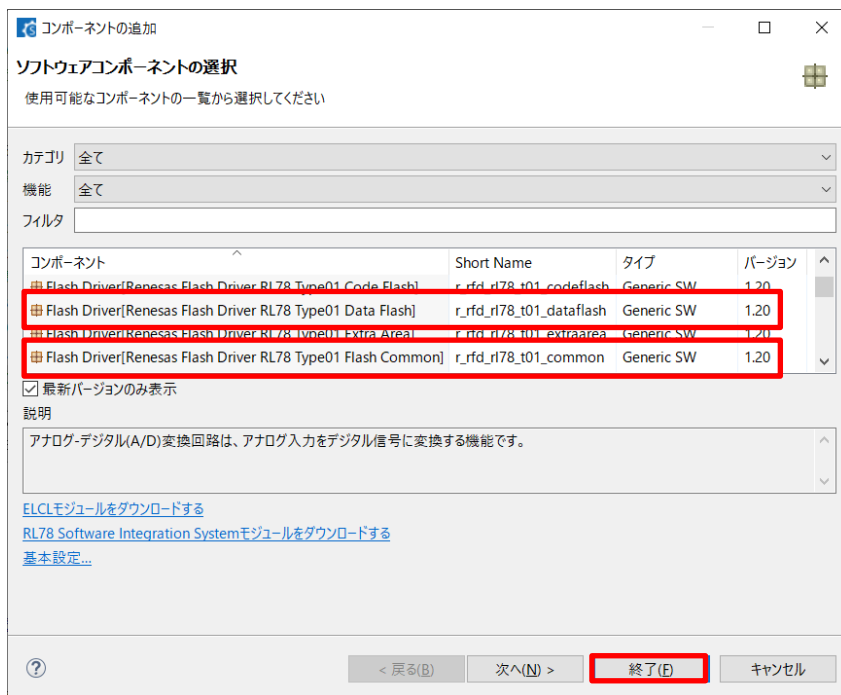 コンポーネントの追加
ソフトウェアコンポーネントの選択
使用可能なコンポーネントの一覧から選択してください
カテゴリ 全て
機能 全て
フィルタ
コンポーネント Short Name タイプ バージョン
Flash Driver[Renesas Flash Driver RL78 Type01 Code Flash] r_rfd_rl78_t01_codeflash Generic SW 1.20
Flash Driver[Renesas Flash Driver RL78 Type01 Data Flash] r_rfd_rl78_t01_dataflash Generic SW 1.20
Flash Driver[Renesas Flash Driver RL78 Type01 Extra Area] r_rfd_rl78_t01_extraarea Generic SW 1.20
Flash Driver[Renesas Flash Driver RL78 Type01 Flash Common] r_rfd_rl78_t01_common Generic SW 1.20
最新バージョンのみ表示
説明
アナログ-デジタル(A/D)変換回路は、アナログ入力をデジタル信号に変換する機能です。
ELCLモジュールをダウンロードする
RL78 Software Integration Systemモジュールをダウンロードする
基本設定...
< 戻る(B) 次へ(N) > 終了(F) キャンセル